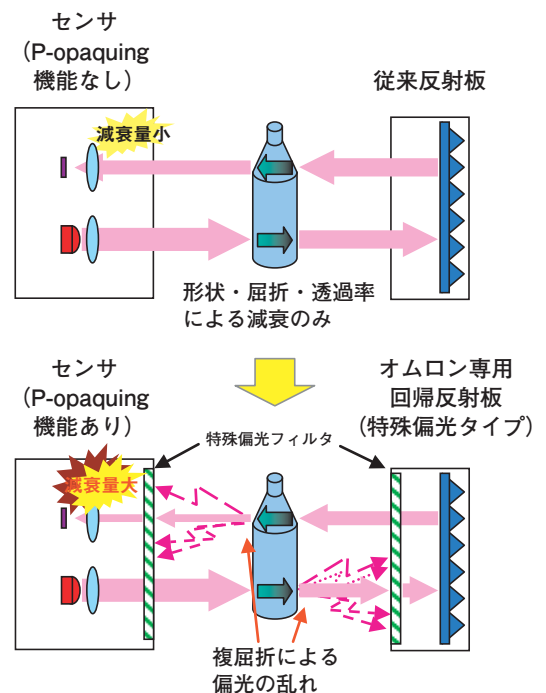 センサ
（P-opaquing
機能なし）
従来反射板
減衰量小
形状・屈折・透過率
による減衰のみ
センサ
（P-opaquing
機能あり）
オムロン専用
回帰反射板
（特殊偏光タイプ）
特殊偏光フィルタ
減衰量大
複屈折による
偏光の乱れ